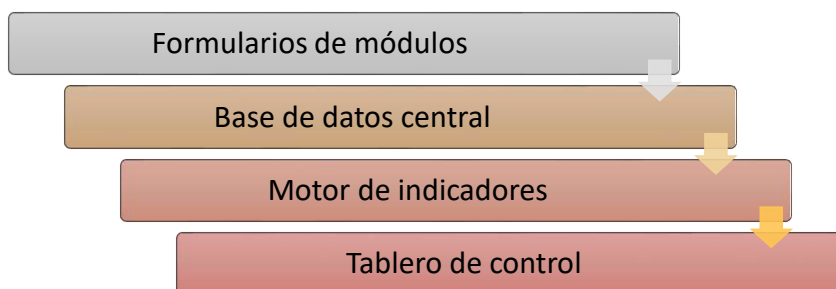 Formularios de módulos
Base de datos central
Motor de indicadores
Tablero de control